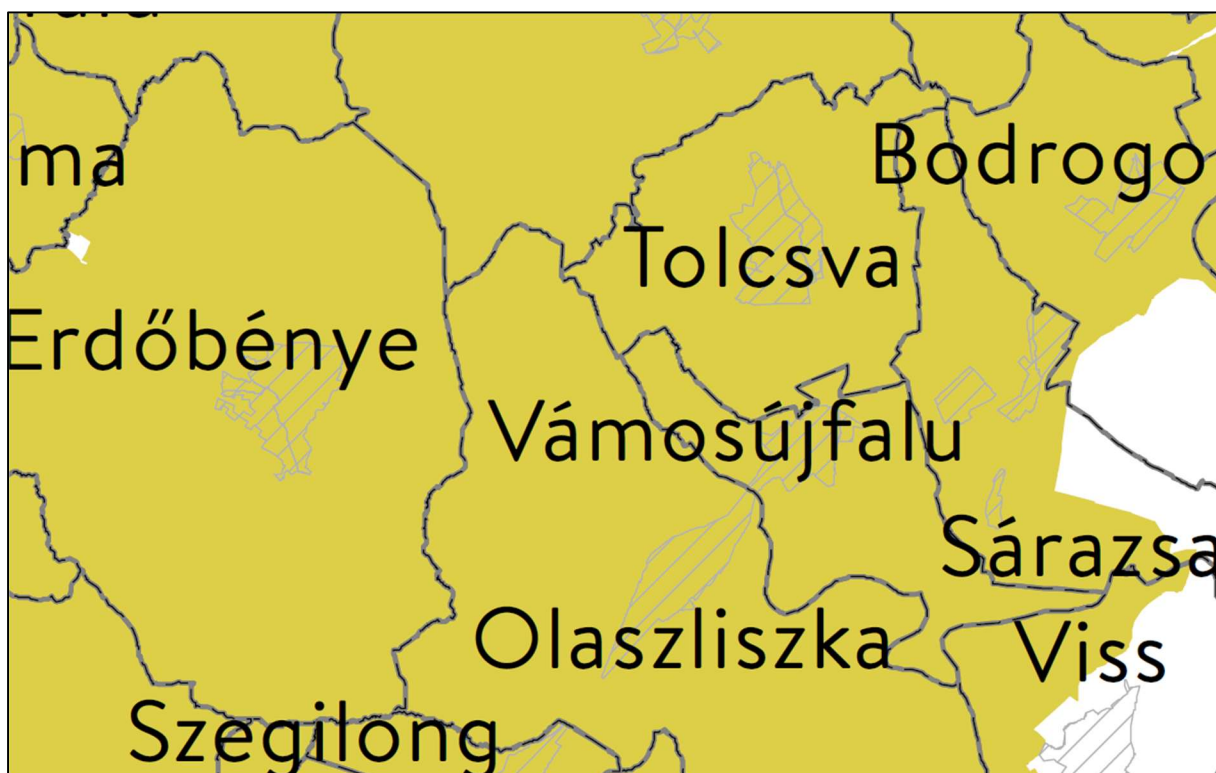 ma
Bodrogo
Tolcsva
Erdőbénye
Vámosújfalu
Sárazsa
Olaszliszka
Viss
Szegilong